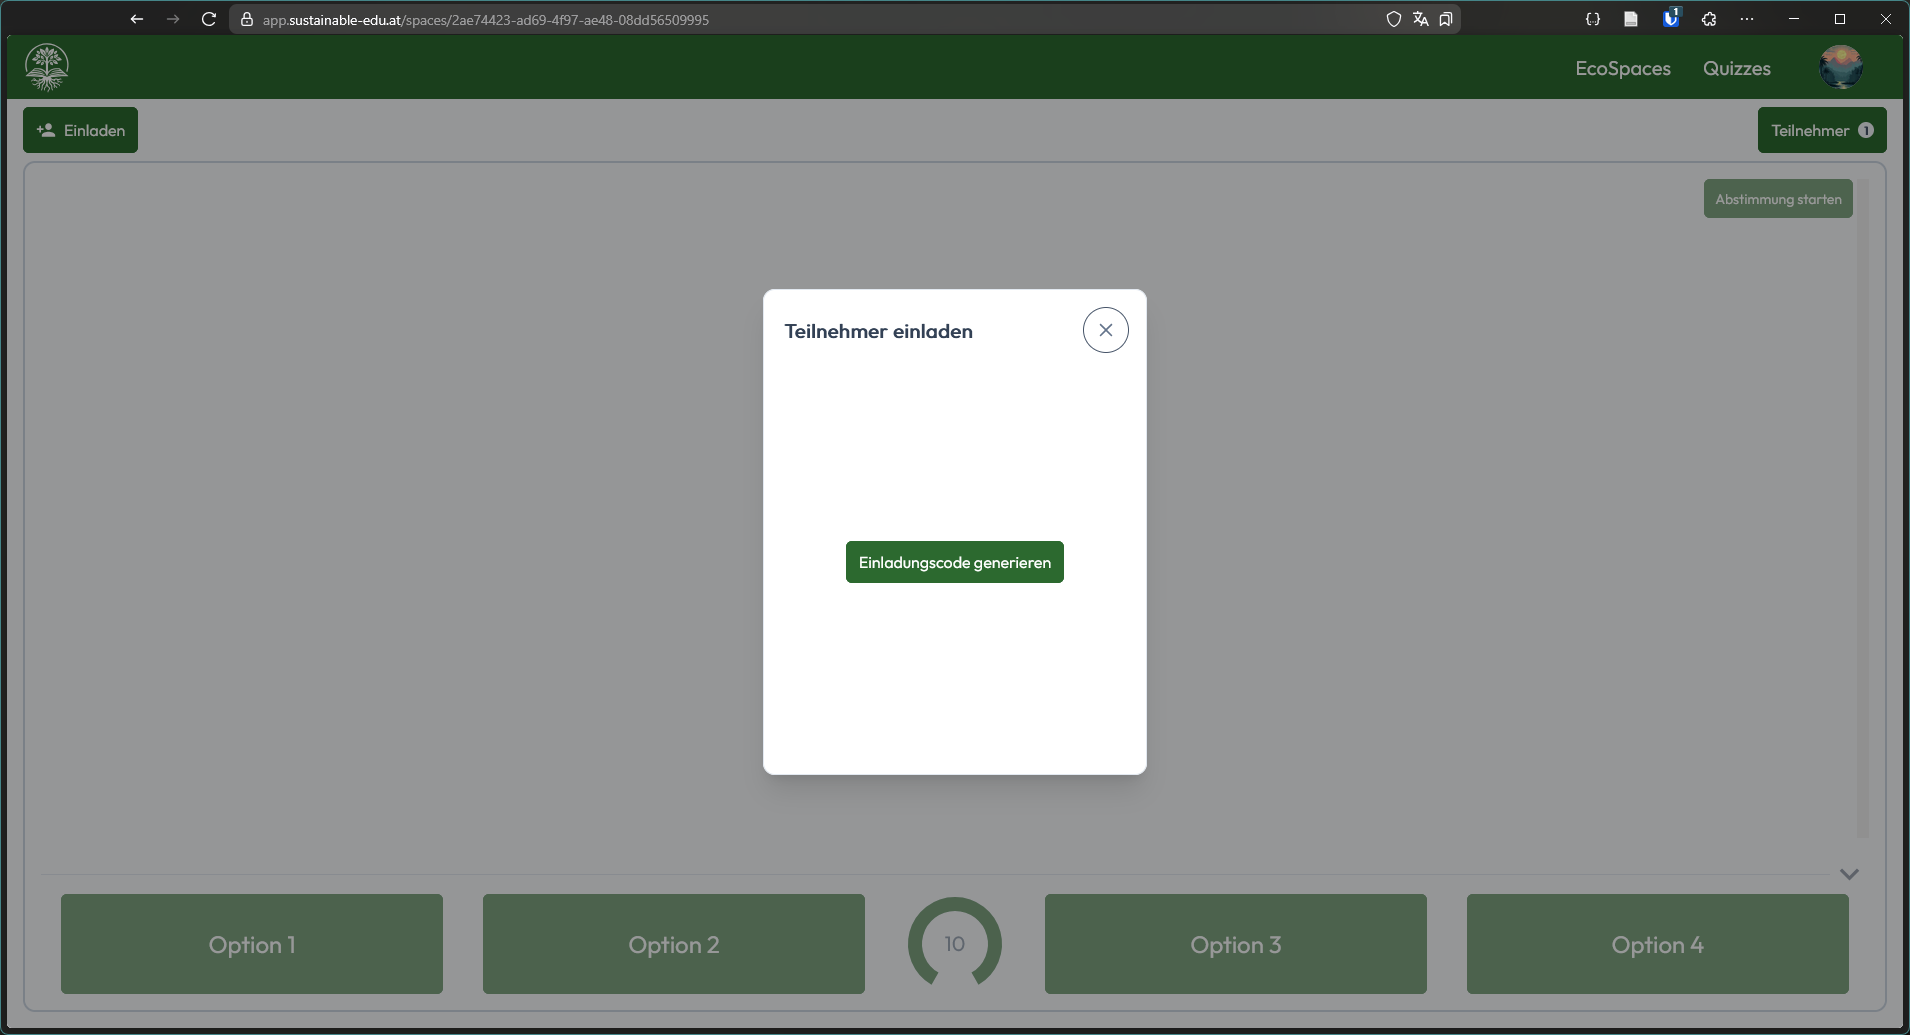 app.sustainable-edu.at/spaces/2ae74423-ad69-4f97-ae48-08dd56509995
1
EcoSpaces
Quizzes
Einladen
Teilnehmer 1
Abstimmung starten
Teilnehmer einladen
Einladungscode generieren
Option 1
Option 2
10
Option 3
Option 4